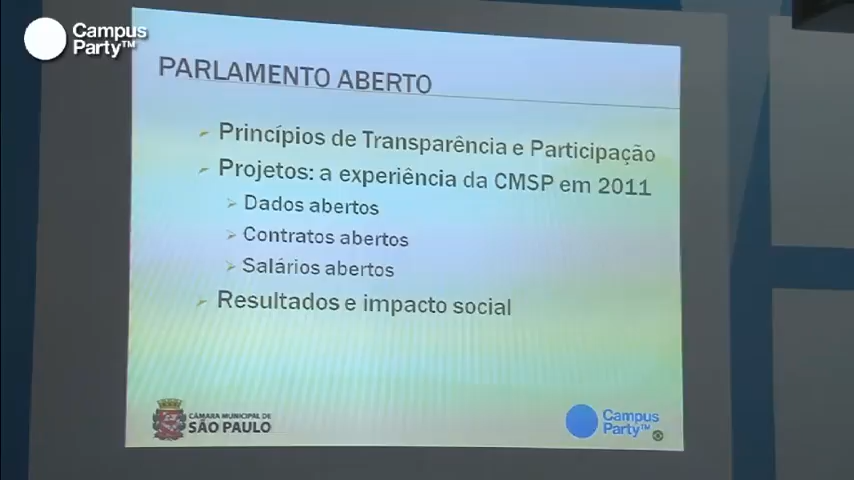 Campus
Party™
PARLAMENTO ABERTO
Princípios de Transparência e Participação
Projetos: a experiência da CMSP em 2011
Dados abertos
Contratos abertos
Salários abertos
Resultados e impacto social
CÂMARA MUNICIPAL DE
SÃO PAULO
Campus
Party™